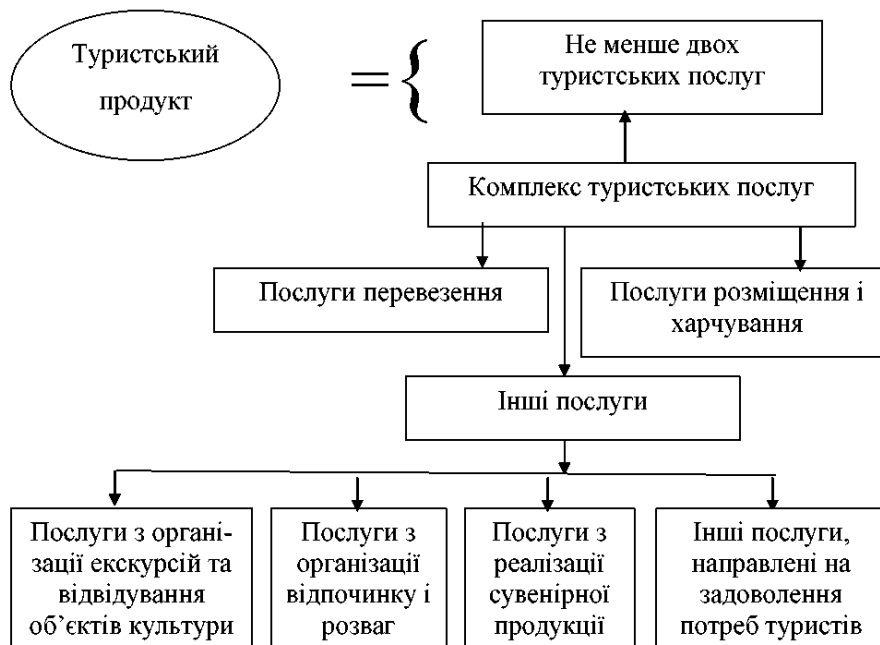 Туристський
продукт
= {
Не менше двох
туристських послуг
Комплекс туристських послуг
Послуги перевезення
Послуги розміщення і
харчування
Інші послуги
Послуги з органі-
зації екскурсій та
відвідування
об’єктів культури
Послуги з
організації
відпочинку і
розваг
Послуги з
реалізації
сувенірної
продукції
Інші послуги,
направлені на
задоволення
потреб туристів